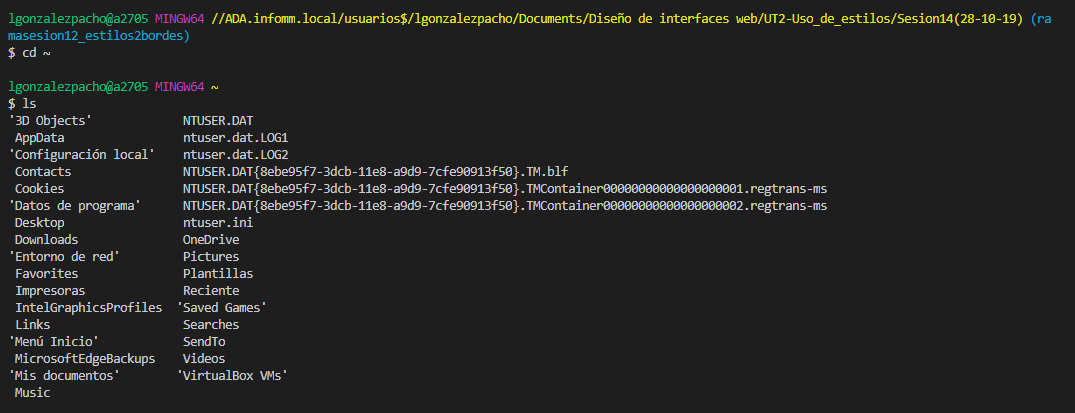 lgonzalezpacho@a2705 MINGW64 //ADA.infomm.local/usuarios$/lgonzalezpacho/Documents/Diseño de interfaces web/UT2-Uso_de_estilos/Sesion14(28-10-19) (ra
masesion12_estilos2bordes)
$ cd ~
lgonzalezpacho@a2705 MINGW64 ~
$ ls
'3D Objects' NTUSER.DAT
AppData ntuser.dat.LOG1
'Configuración local' ntuser.dat.LOG2
Contacts NTUSER.DAT{8ebe95f7-3dcb-11e8-a9d9-7cfe90913f50}.TM.blf
Cookies NTUSER.DAT{8ebe95f7-3dcb-11e8-a9d9-7cfe90913f50}.TMContainer00000000000000000001.regtrans-ms
'Datos de programa' NTUSER.DAT{8ebe95f7-3dcb-11e8-a9d9-7cfe90913f50}.TMContainer00000000000000000002.regtrans-ms
Desktop ntuser.ini
Downloads OneDrive
'Entorno de red' Pictures
Favorites Plantillas
Impresoras Reciente
IntelGraphicsProfiles 'Saved Games'
Links Searches
'Menú Inicio' SendTo
MicrosoftEdgeBackups Videos
'Mis documentos' 'VirtualBox VMs'
Music